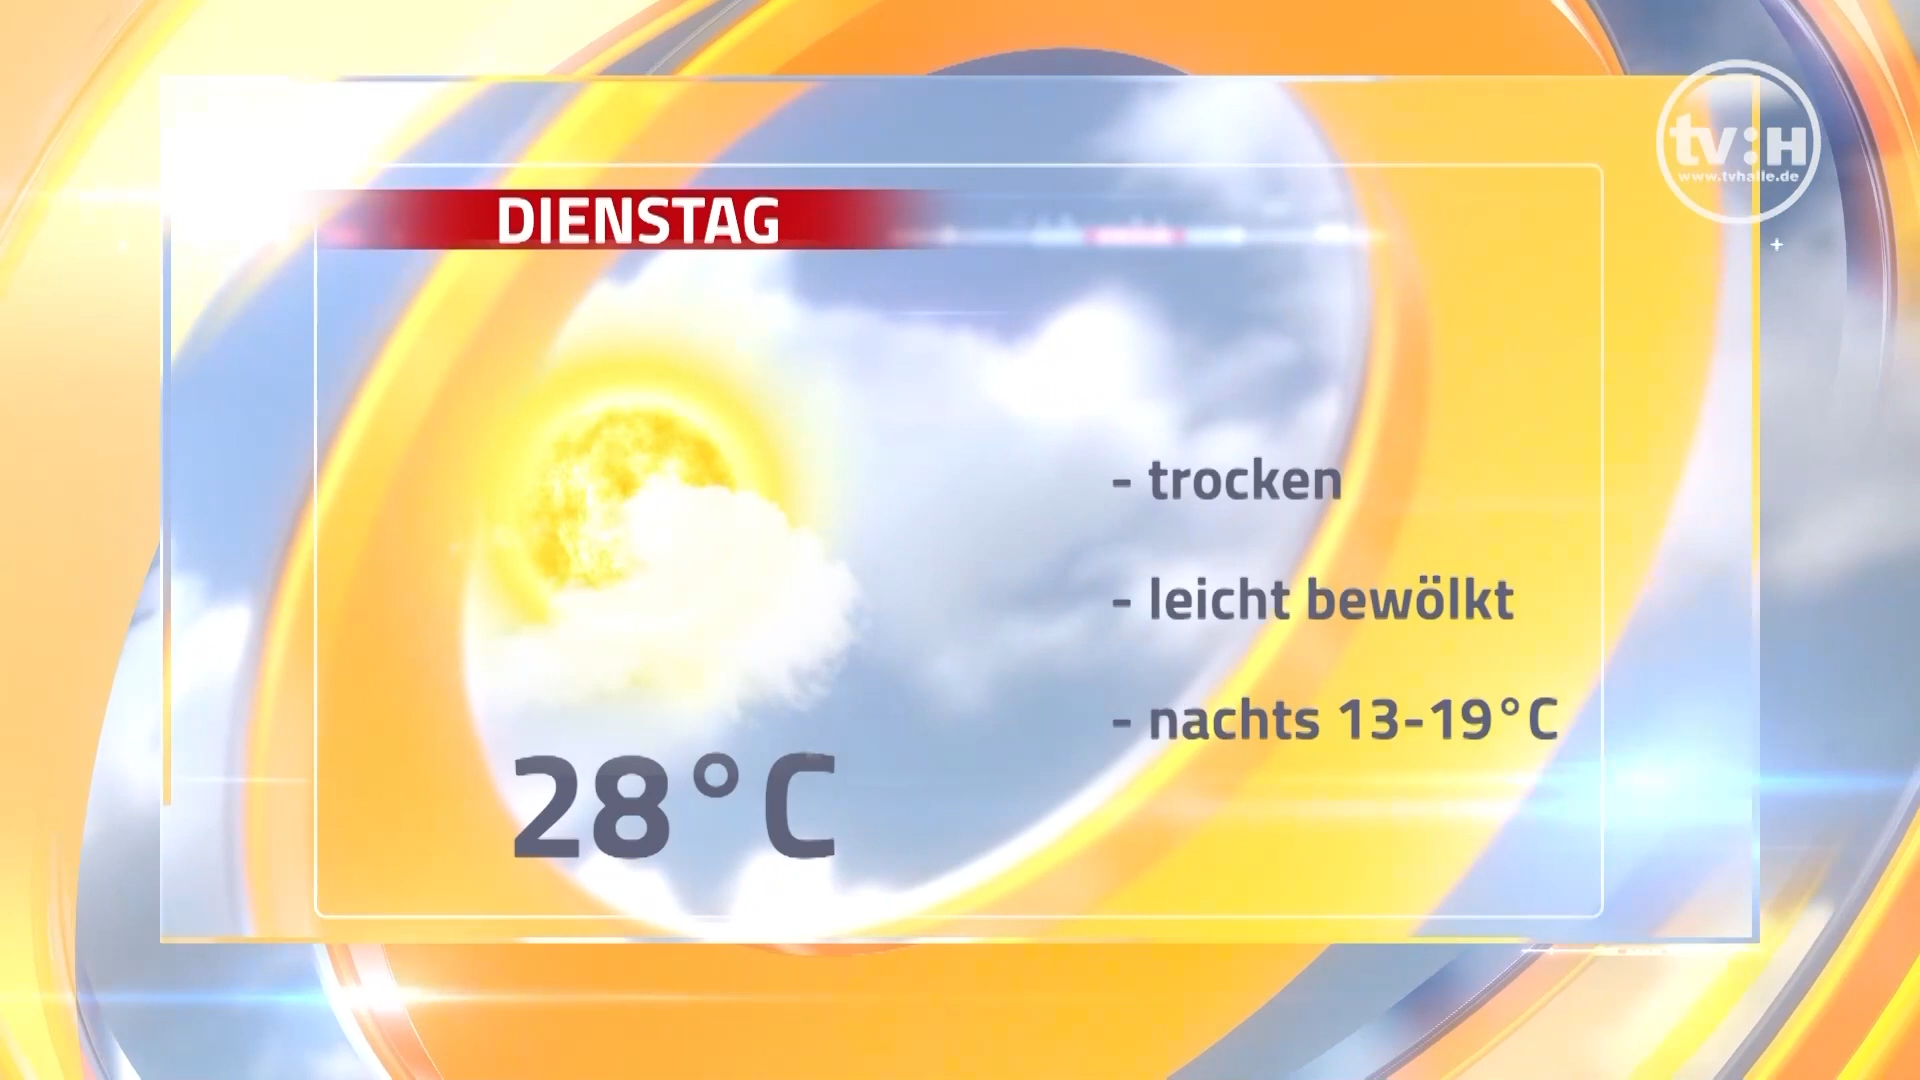 tv:H
www.tvhalle.de
DIENSTAG
- trocken
- leicht bewölkt
- nachts 13-19°C
28°C